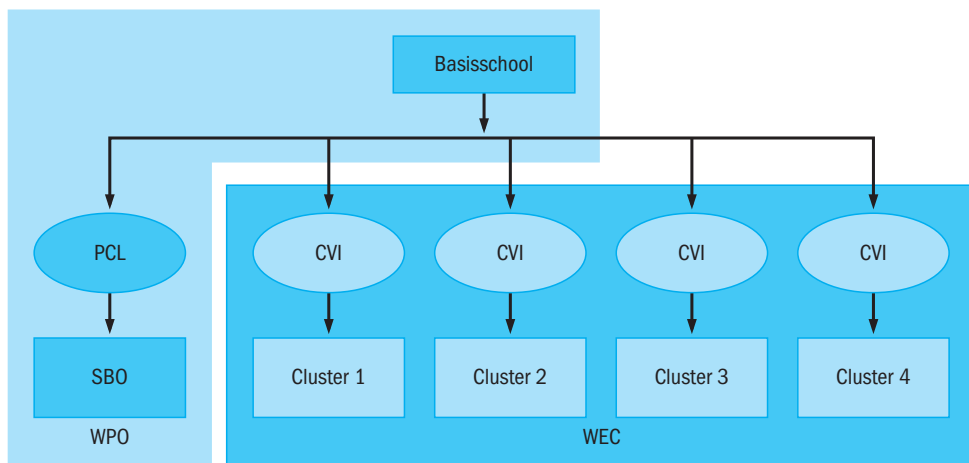 Basisschool
PCL
CVI
CVI
CVI
CVI
SBO
Cluster 1
Cluster 2
Cluster 3
Cluster 4
WPO
WEC